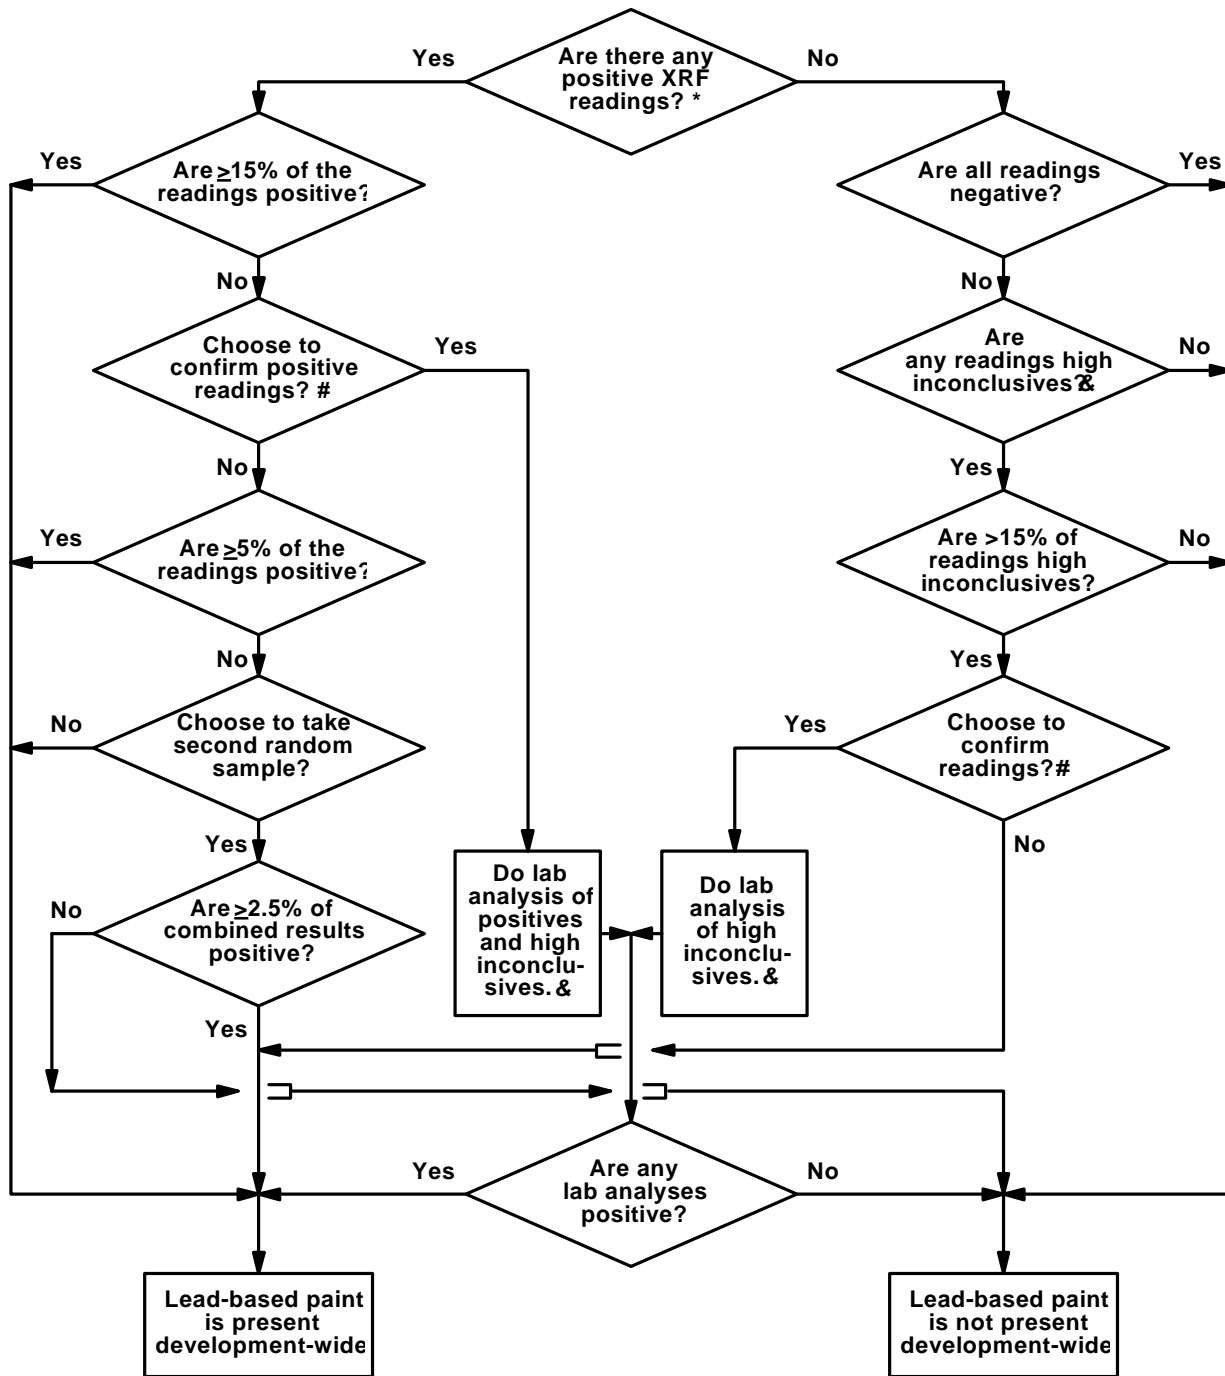 Yes
Are there any
positive XRF
readings? *
No
Yes
Are ≥15% of the
readings positive?
Are all readings
negative?
Yes
No
No
Choose to
confirm positive
readings? #
Yes
Are
any readings high
inconclusives?&
No
No
Yes
Yes
Are ≥5% of the
readings positive?
Are >15% of
readings high
inconclusives?
No
No
Yes
No
Choose to take
second random
sample?
Yes
Choose to
confirm
readings?#
Yes
No
No
Are ≥2.5% of
combined results
positive?
Do lab
analysis of
positives
and high
inconclu-
sives. &
Do lab
analysis
of high
inconclu-
sives. &
Yes
Yes
Are any
lab analyses
positive?
No
Lead-based paint
is present
development-wide
Lead-based paint
is not present
development-wide